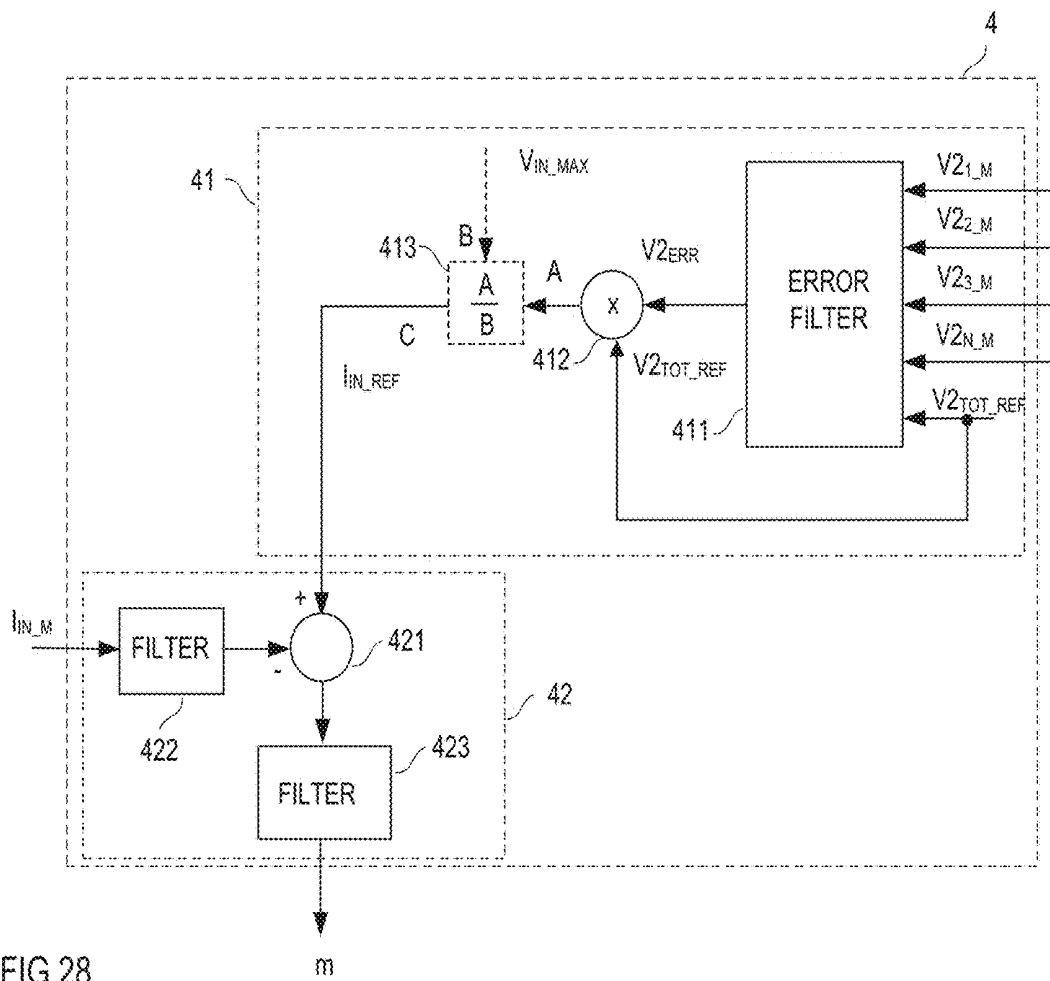 4
41
V_IN_MAX
V2_1_M
V2_2_M
V2_3_M
V2_N_M
V2_TOT_REF
413
B
A
A
B
C
V2_ERR
X
412
V2_TOT_REF
ERROR
FILTER
411
I_IN_REF
I_IN_M
FILTER
422
+
-
421
42
423
FILTER
m
FIG 28